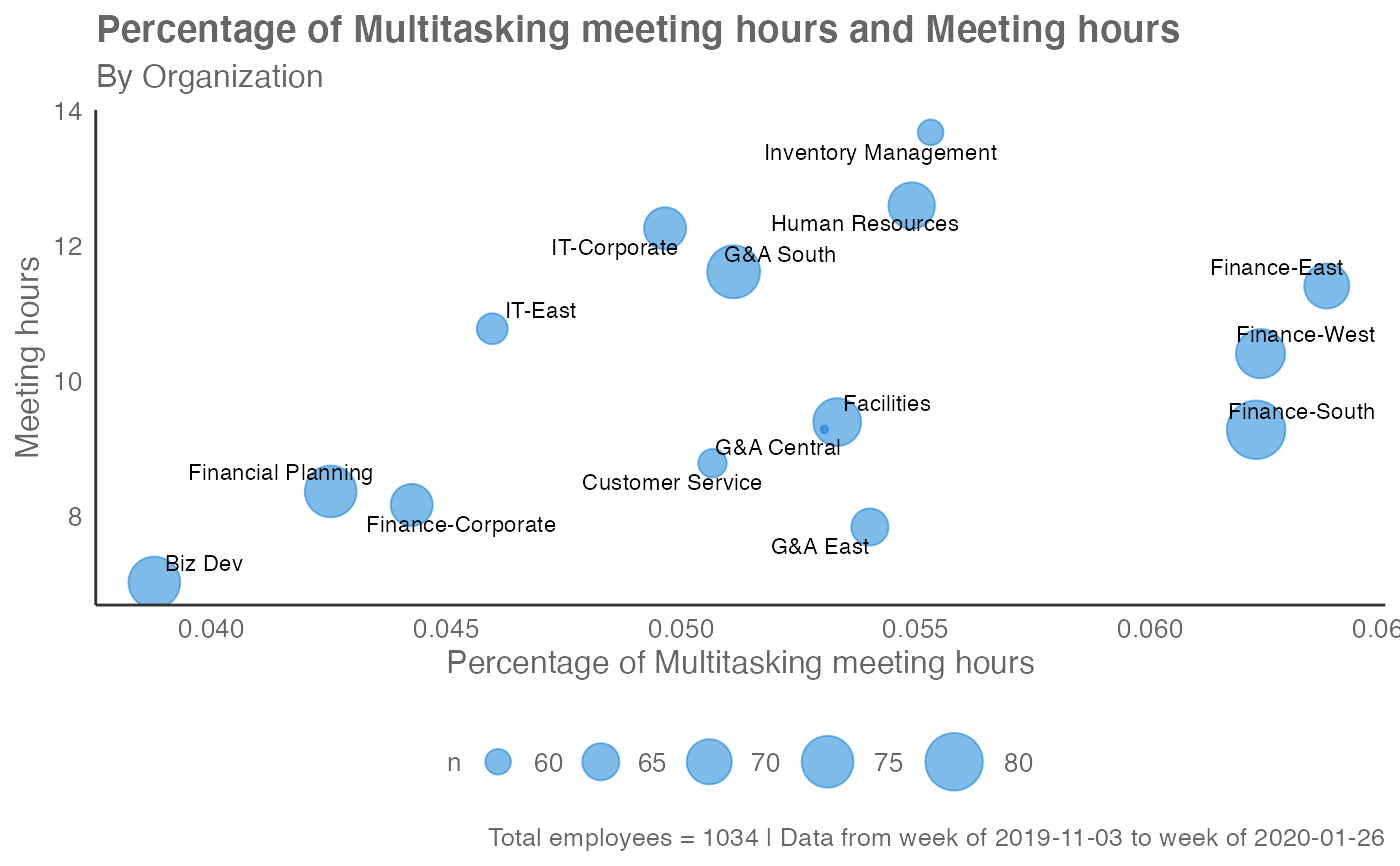 Percentage of Multitasking meeting hours and Meeting hours
By Organization
14
Inventory Management
Human Resources
12
IT-Corporate
G&A South
Finance-East
IT-East
Finance-West
10
Meeting hours
Facilities
Finance-South
G&A Central
Financial Planning
Customer Service
8
Finance-Corporate
G&A East
Biz Dev
0.040 0.045 0.050 0.055 0.060 0.06
Percentage of Multitasking meeting hours
n 60 65 70 75 80
Total employees = 1034 | Data from week of 2019-11-03 to week of 2020-01-26